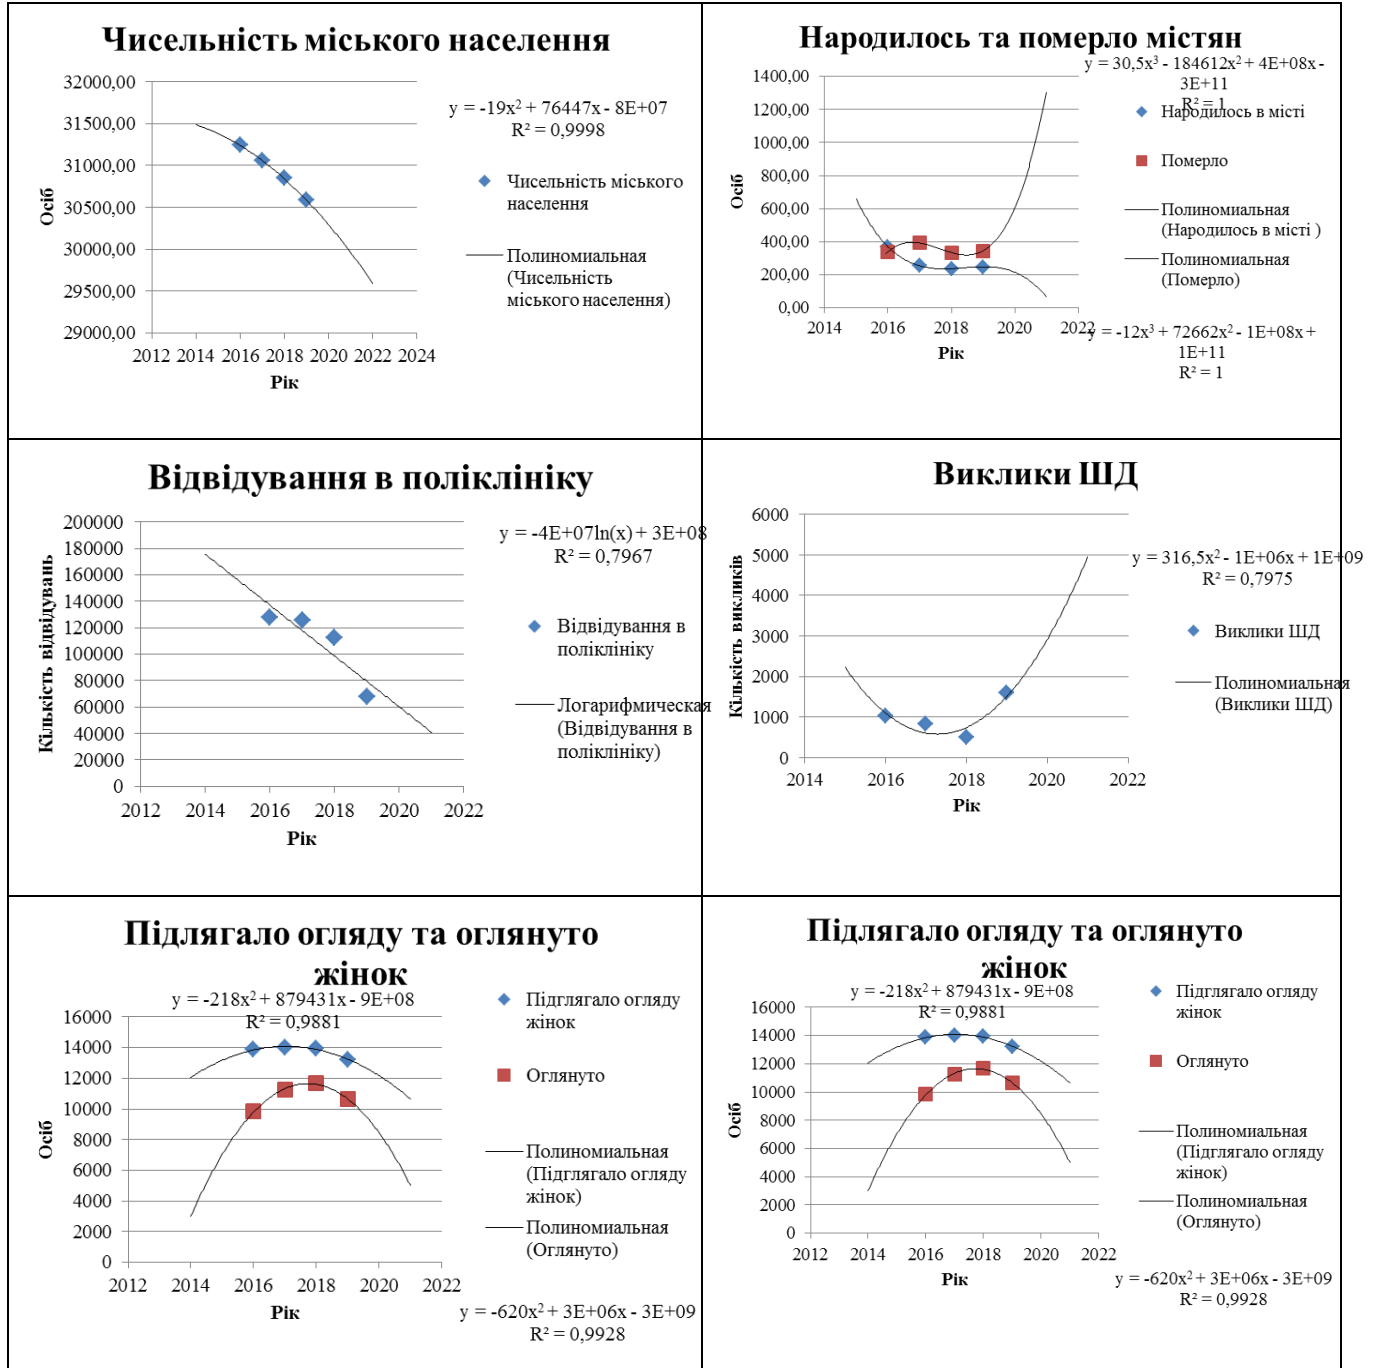 Чисельність міського населення
32000,00
31500,00
31000,00
30500,00
30000,00
29500,00
29000,00
Осіб
2012 2014 2016 2018 2020 2022 2024
Рік
y = -19x² + 76447x - 8E+07
R² = 0,9998
Чисельність міського
населення
Полиномиальная
(Чисельність
міського населення)
Народилось та померло містян
1400,00
1200,00
1000,00
800,00
600,00
400,00
200,00
0,00
Осіб
2014 2016 2018 2020 2022
Рік
y = 30,5x³ - 184612x² + 4E+08x -
3E+11
R² = 1
Народилось в місті
Померло
Полиномиальная
(Народилось в місті )
Полиномиальная
(Померло)
y = -12x³ + 72662x² - 1E+08x +
1E+11
R² = 1
Відвідування в поліклініку
200000
180000
160000
140000
120000
100000
80000
60000
40000
20000
0
Кількість відвідувань
2012 2014 2016 2018 2020 2022
Рік
y = -4E+07ln(x) + 3E+08
R² = 0,7967
Відвідування в
поліклініку
Логарифмическая
(Відвідування в
поліклініку)
Виклики ШД
6000
5000
4000
3000
2000
1000
0
Кількість викликів
2014 2016 2018 2020 2022
Рік
y = 316,5x² - 1E+06x + 1E+09
R² = 0,7975
Виклики ШД
Полиномиальная
(Виклики ШД)
Підлягало огляду та оглянуто
жінок
y = -218x² + 879431x - 9E+08
R² = 0,9881
16000
14000
12000
10000
8000
6000
4000
2000
0
Осіб
2012 2014 2016 2018 2020 2022
Рік
Підглягало огляду
жінок
Оглянуто
Полиномиальная
(Підглягало огляду
жінок)
Полиномиальная
(Оглянуто)
y = -620x² + 3E+06x - 3E+09
R² = 0,9928
Підлягало огляду та оглянуто
жінок
y = -218x² + 879431x - 9E+08
R² = 0,9881
16000
14000
12000
10000
8000
6000
4000
2000
0
Осіб
2012 2014 2016 2018 2020 2022
Рік
Підглягало огляду
жінок
Оглянуто
Полиномиальная
(Підглягало огляду
жінок)
Полиномиальная
(Оглянуто)
y = -620x² + 3E+06x - 3E+09
R² = 0,9928